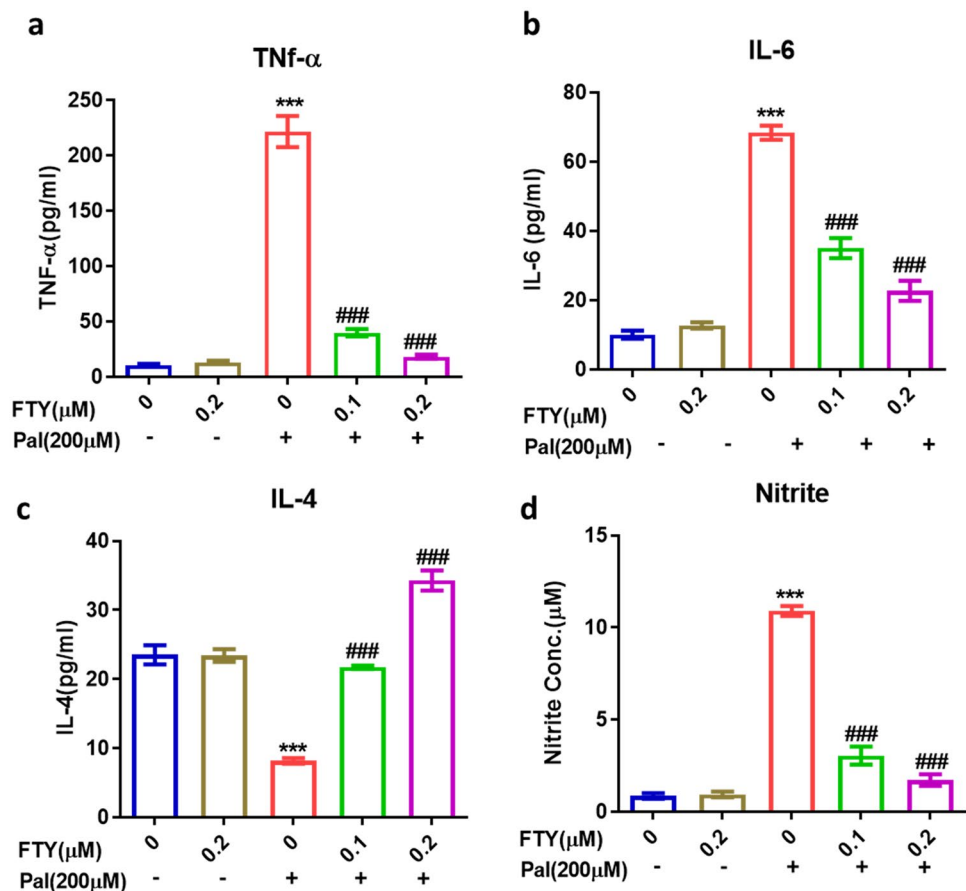 a
TNf-α
TNF-α(pg/ml)
250
200
150
100
50
0
***
###
###
FTY(μM) 0 0.2 0 0.1 0.2
Pal(200μM) - - + + +
b
IL-6
IL-6 (pg/ml)
80
60
40
20
0
***
###
###
FTY(μM) 0 0.2 0 0.1 0.2
Pal(200μM) - - + + +
c
IL-4
IL-4(pg/ml)
40
30
20
10
0
***
###
###
FTY(μM) 0 0.2 0 0.1 0.2
Pal(200μM) - - + + +
d
Nitrite
Nitrite Conc.(μM)
15
10
5
0
***
###
###
FTY(μM) 0 0.2 0 0.1 0.2
Pal(200μM) - - + + +